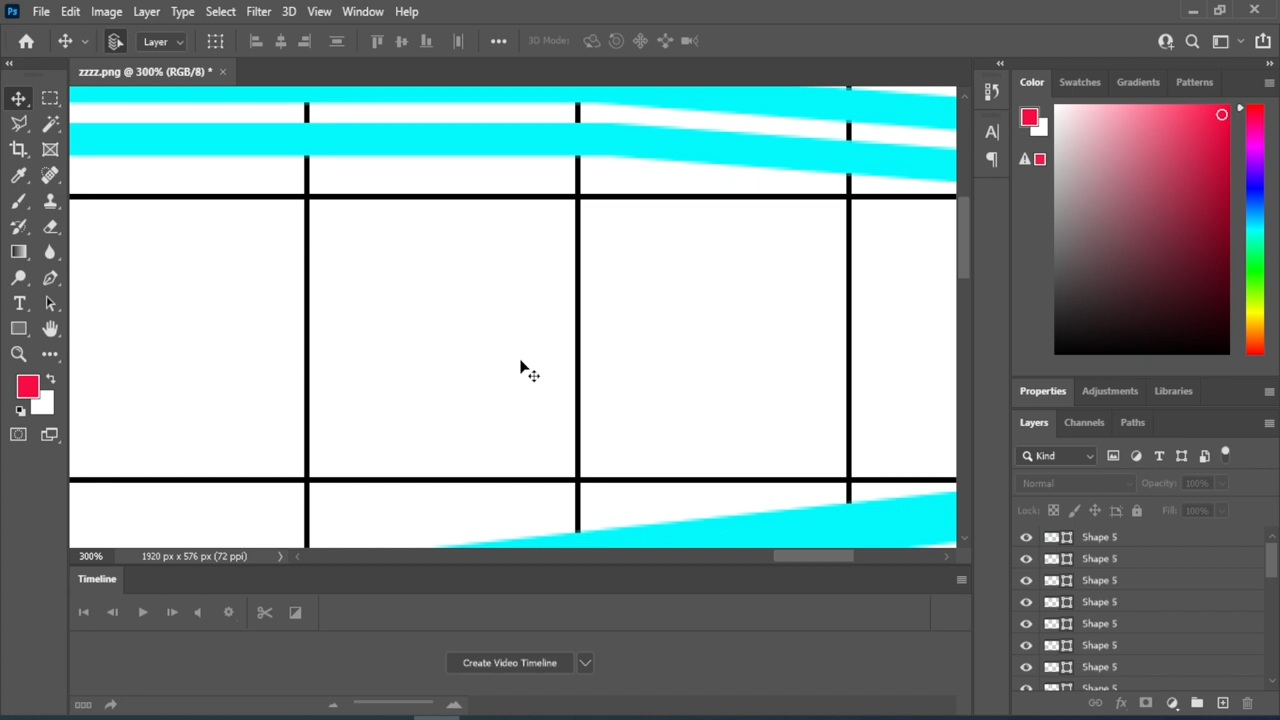 Ps File Edit Image Layer Type Select Filter 3D View Window Help
Layer 3D Mode:
zzzz.png @ 300% (RGB/8) * ×
Color Swatches Gradients Patterns
Properties Adjustments Libraries
Layers Channels Paths
Kind
Normal Opacity: 100%
Lock: Fill: 100%
Shape 5
Shape 5
Shape 5
Shape 5
Shape 5
Shape 5
Shape 5
Shape 5
300% 1920 px x 576 px (72 ppi)
Timeline
Create Video Timeline